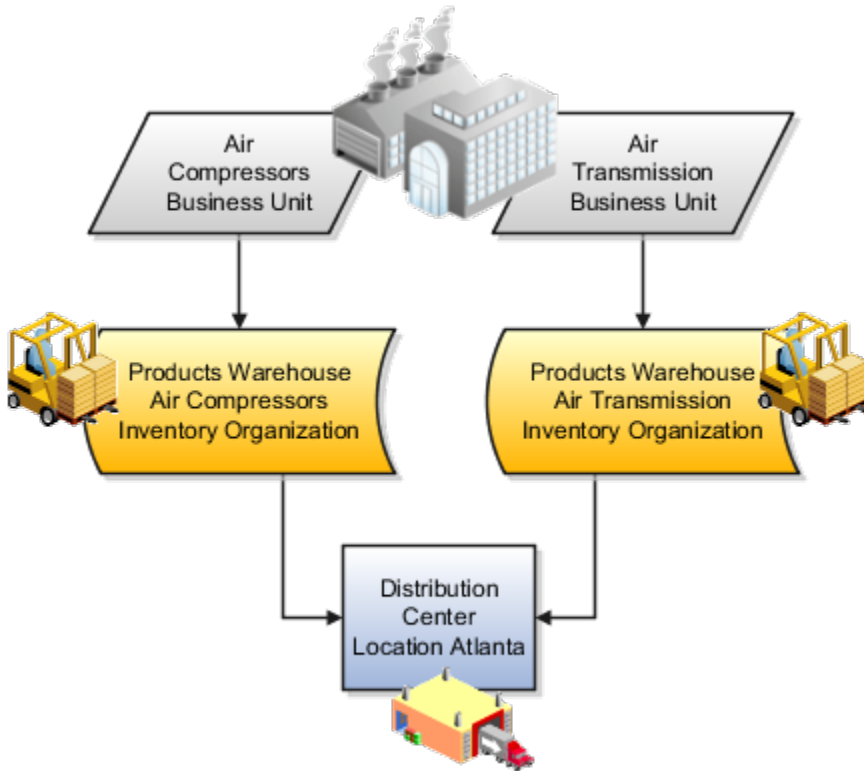 Air
Compressors
Business Unit
Air
Transmission
Business Unit
Products Warehouse
Air Compressors
Inventory Organization
Products Warehouse
Air Transmission
Inventory Organization
Distribution
Center
Location Atlanta